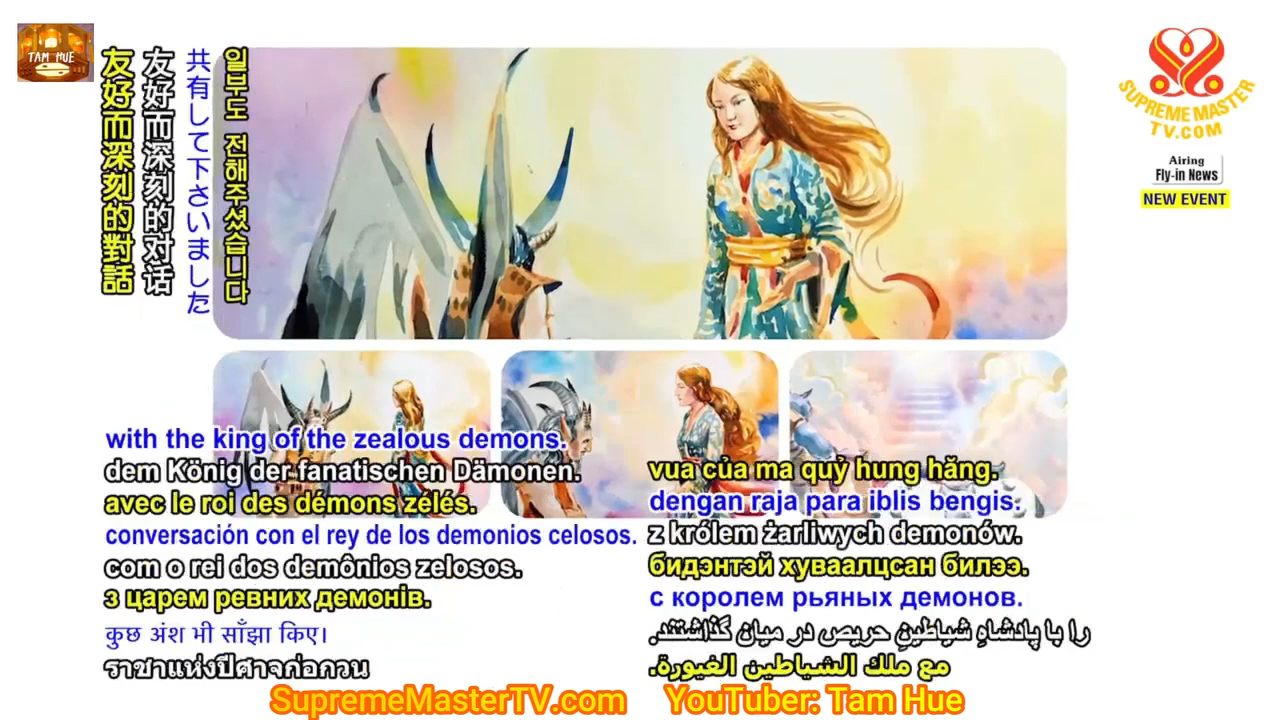 TAM HUE
友好而深刻的對話
友好而深刻的对话
共有して下さいました
일부도 전해주셨습니다
SUPREME MASTER
TV.COM
Airing
Fly-in News
NEW EVENT
with the king of the zealous demons.
dem König der fanatischen Dämonen.
avec le roi des démons zélés.
conversación con el rey de los demonios celosos.
com o rei dos demônios zelosos.
з царем ревних демонів.
कुछ अंश भी साँझा किए।
ราชาแห่งปีศาจก่อกวน
vua của ma quỷ hung hăng.
dengan raja para iblis bengis.
z królem żarliwych demonów.
бидэнтэй хуваалцсан билээ.
с королем рьяных демонов.
را با پادشاهِ شیاطینِ حریص در میان گذاشتند.
مع ملك الشياطين الغيورة.
SupremeMasterTV.com YouTuber: Tam Hue